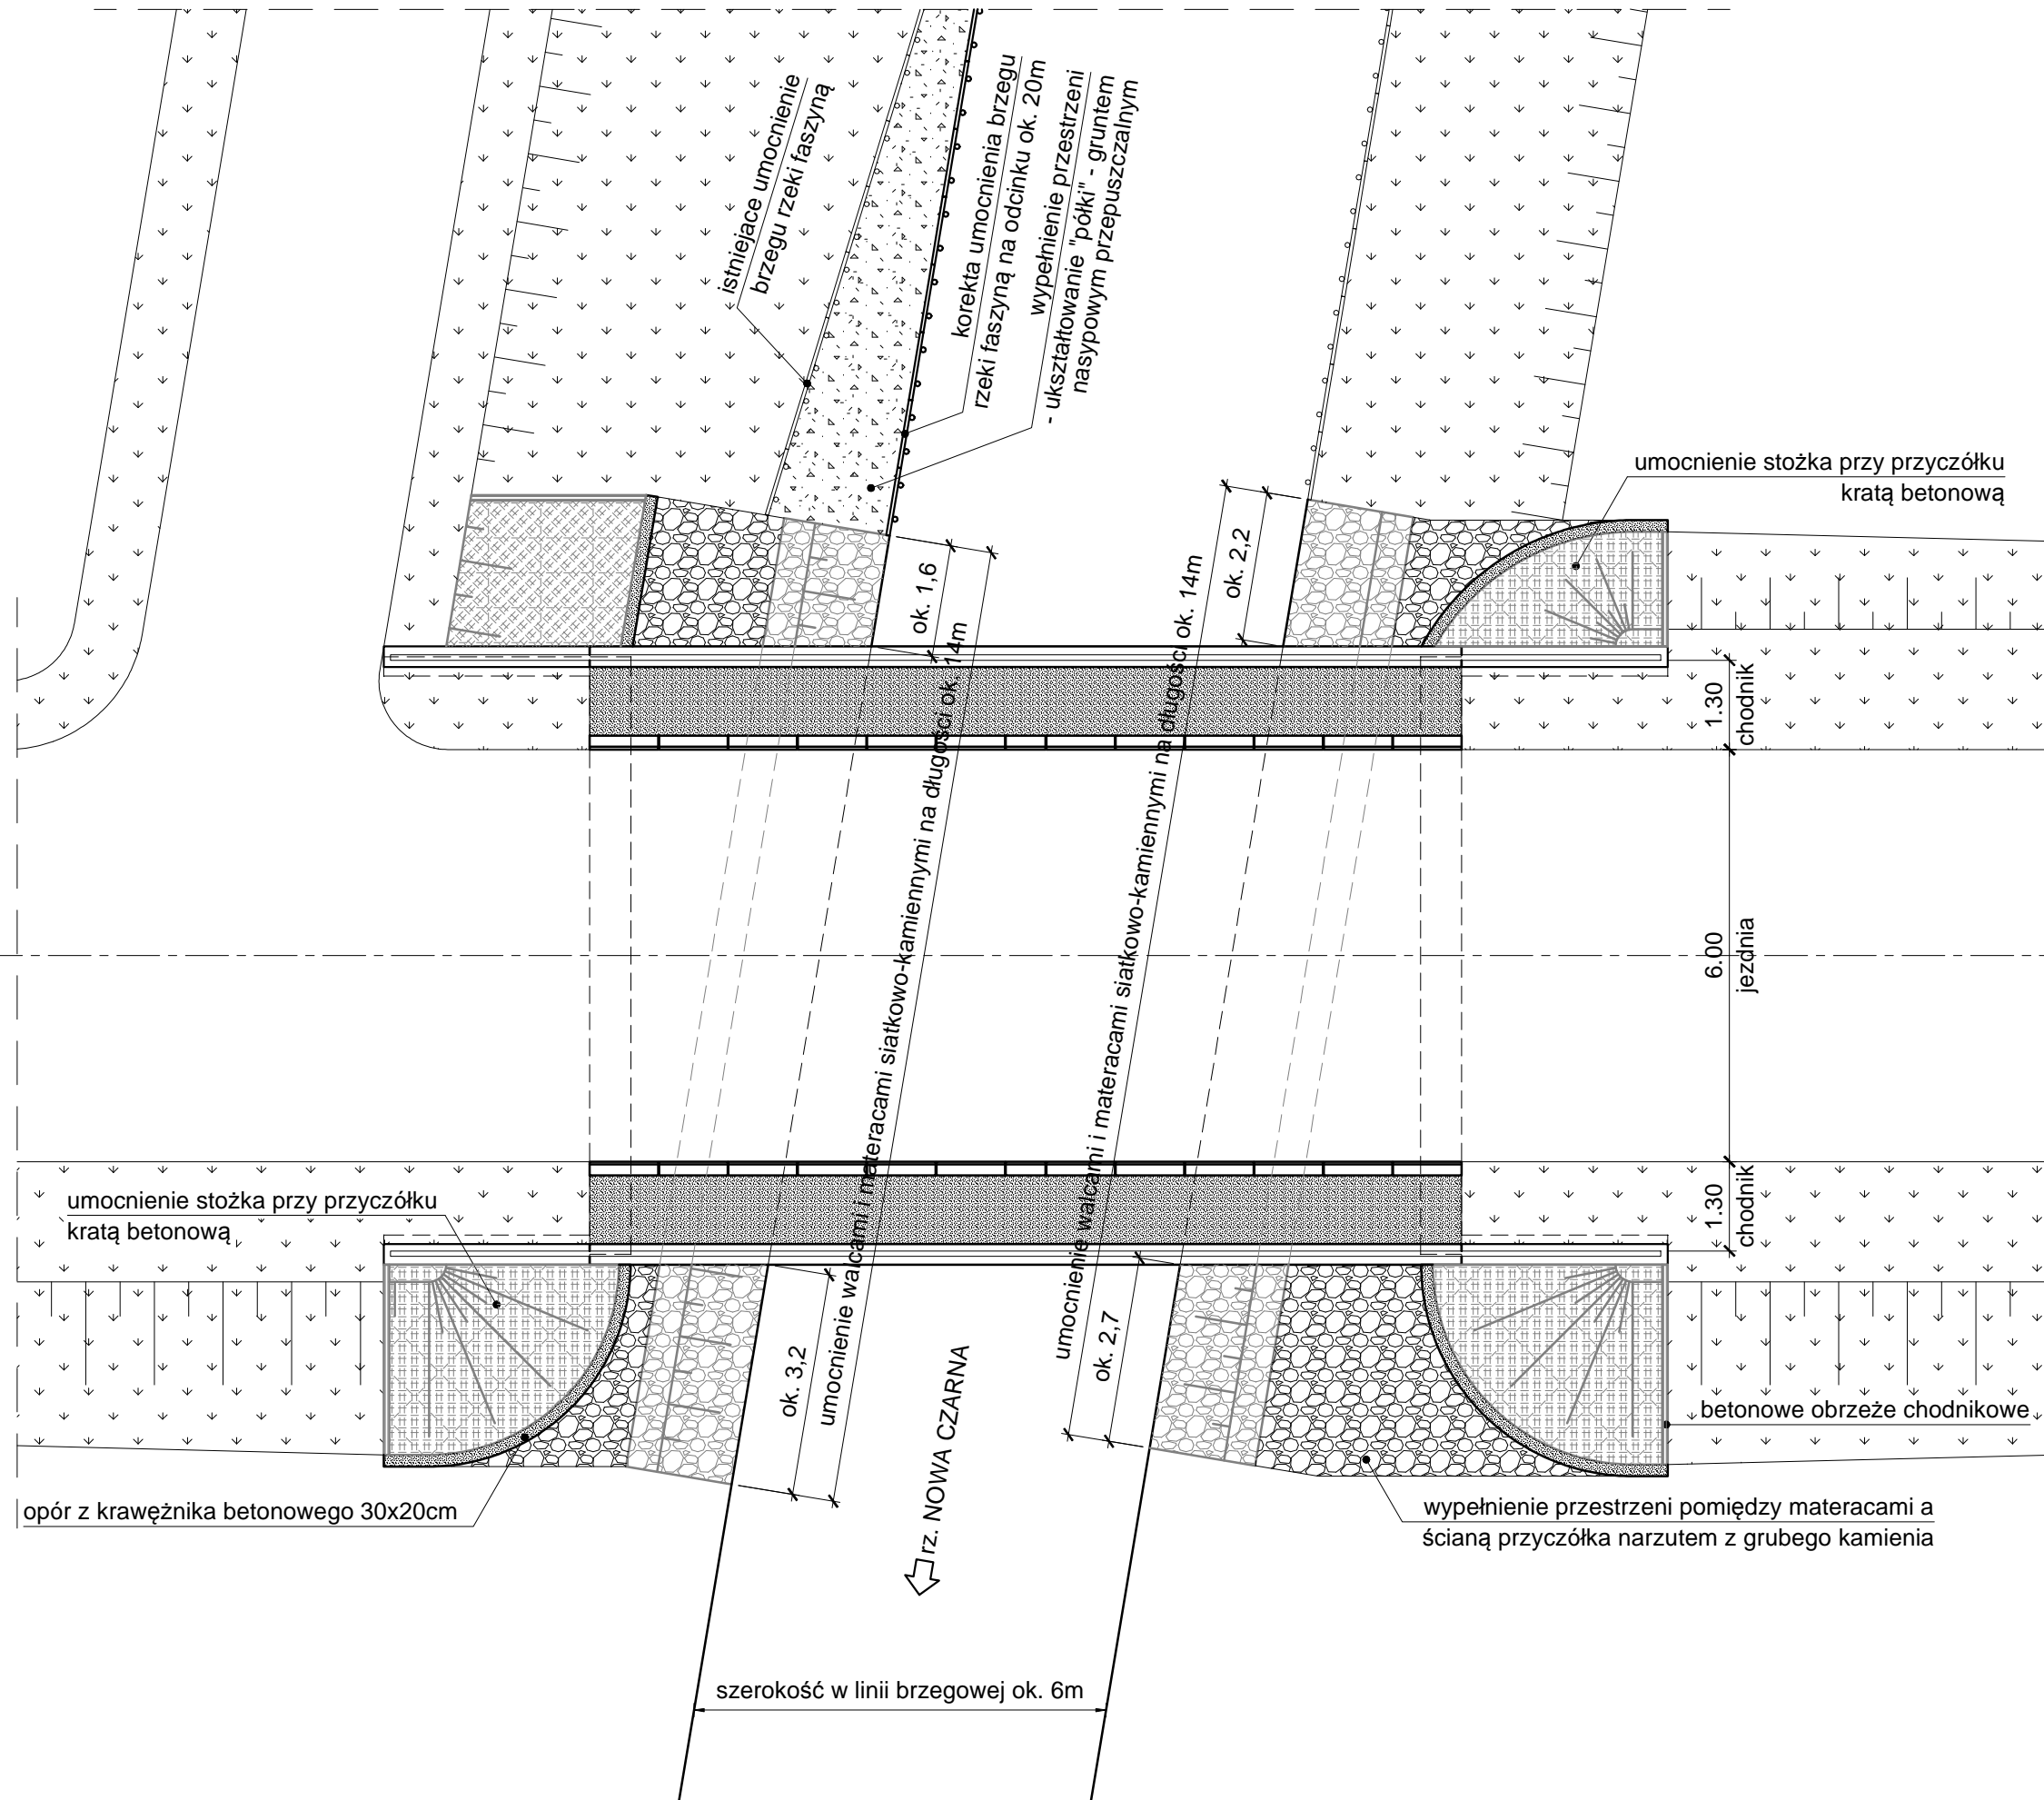 istniejace umocnienie
brzegu rzeki faszyną
korekta umocnienia brzegu
rzeki faszyną na odcinku ok. 20m
wypełnienie przestrzeni
- ukształtowanie "półki" - gruntem
nasypowym przepuszczalnym
umocnienie stożka przy przyczółku
kratą betonową
ok. 1,6
ok. 2,2
umocnienie walcami i materacami siatkowo-kamiennymi na długości ok. 14m
umocnienie walcami i materacami siatkowo-kamiennymi na długości ok. 14m
1.30
chodnik
6.00
jezdnia
1.30
chodnik
umocnienie stożka przy przyczółku
kratą betonową
ok. 3,2
ok. 2,7
rz. NOWA CZARNA
betonowe obrzeże chodnikowe
opór z krawężnika betonowego 30x20cm
wypełnienie przestrzeni pomiędzy materacami a
ścianą przyczółka narzutem z grubego kamienia
szerokość w linii brzegowej ok. 6m